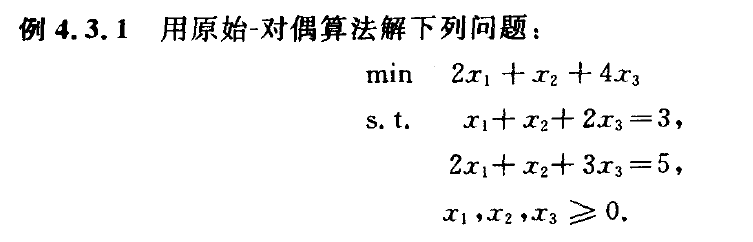 例 4.3.1 用原始-对偶算法解下列问题：
min 2x₁ + x₂ + 4x₃
s.t. x₁ + x₂ + 2x₃ = 3,
2x₁ + x₂ + 3x₃ = 5,
x₁, x₂, x₃ ⩾ 0.